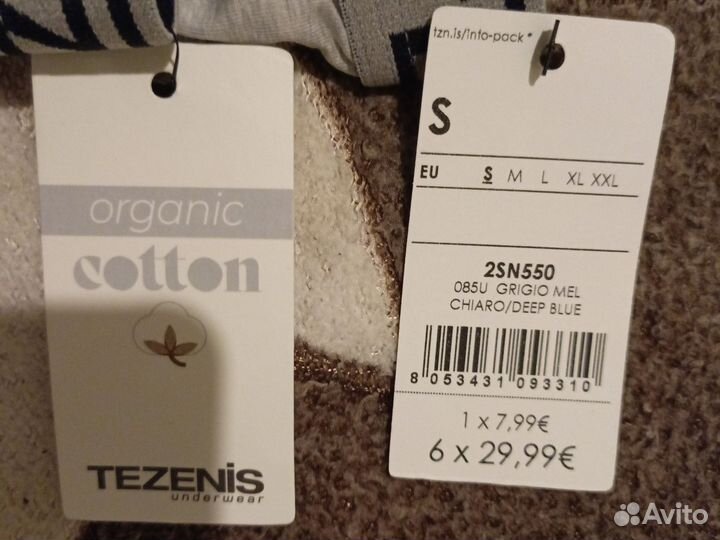 organic
cotton
TEZENIS
underwear
tzn.is/info-pack*
S
EU S M L XL XXL
2SN550
085U GRIGIO MEL
CHIARO/DEEP BLUE
8 053431 093310
1 x 7,99€
6 x 29,99€
Avito